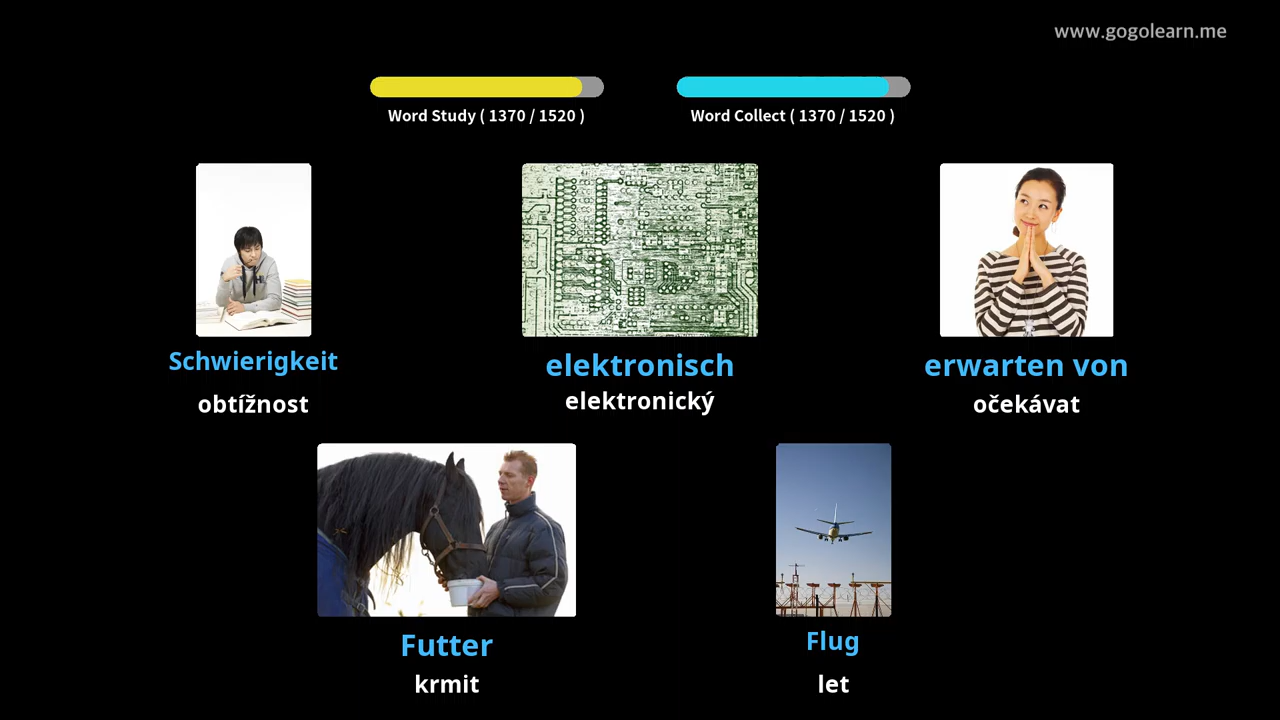 www.gogolearn.me
Word Study ( 1370 / 1520 )
Word Collect ( 1370 / 1520 )
Schwierigkeit
obtížnost
elektronisch
elektronický
erwarten von
očekávat
Futter
krmit
Flug
let